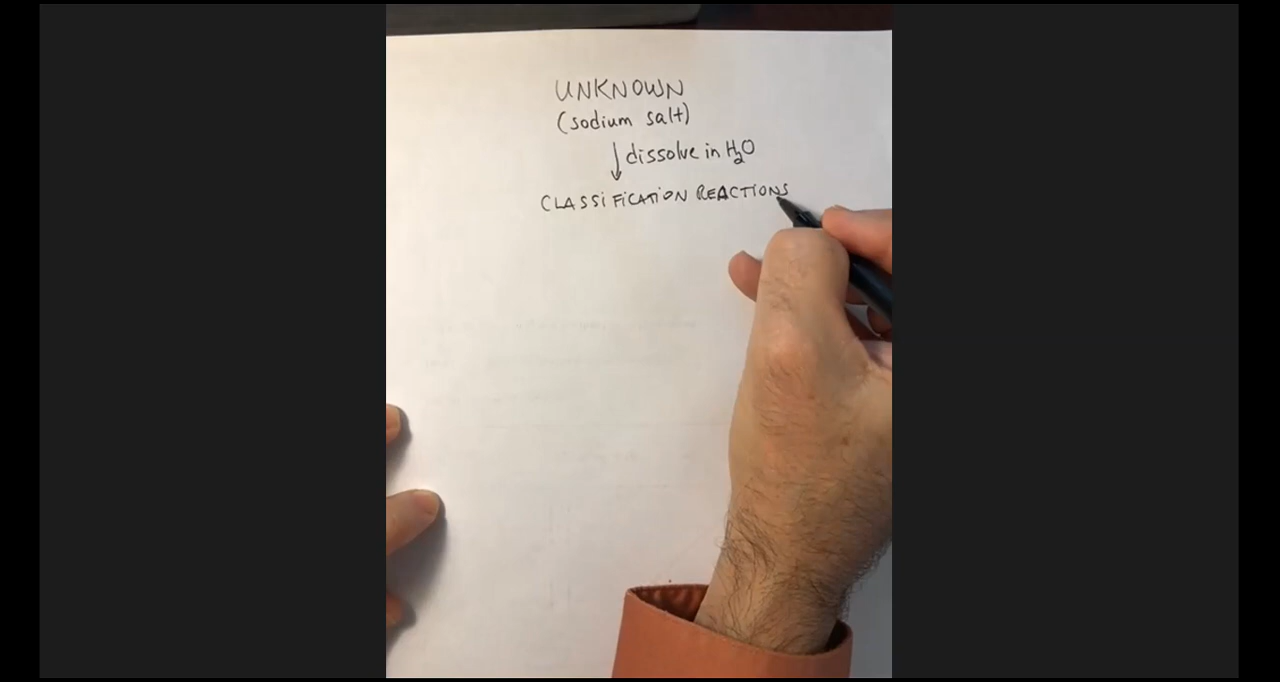 UNKNOWN
(sodium salt)
↓ dissolve in H₂O
CLASSIFICATION REACTIONS